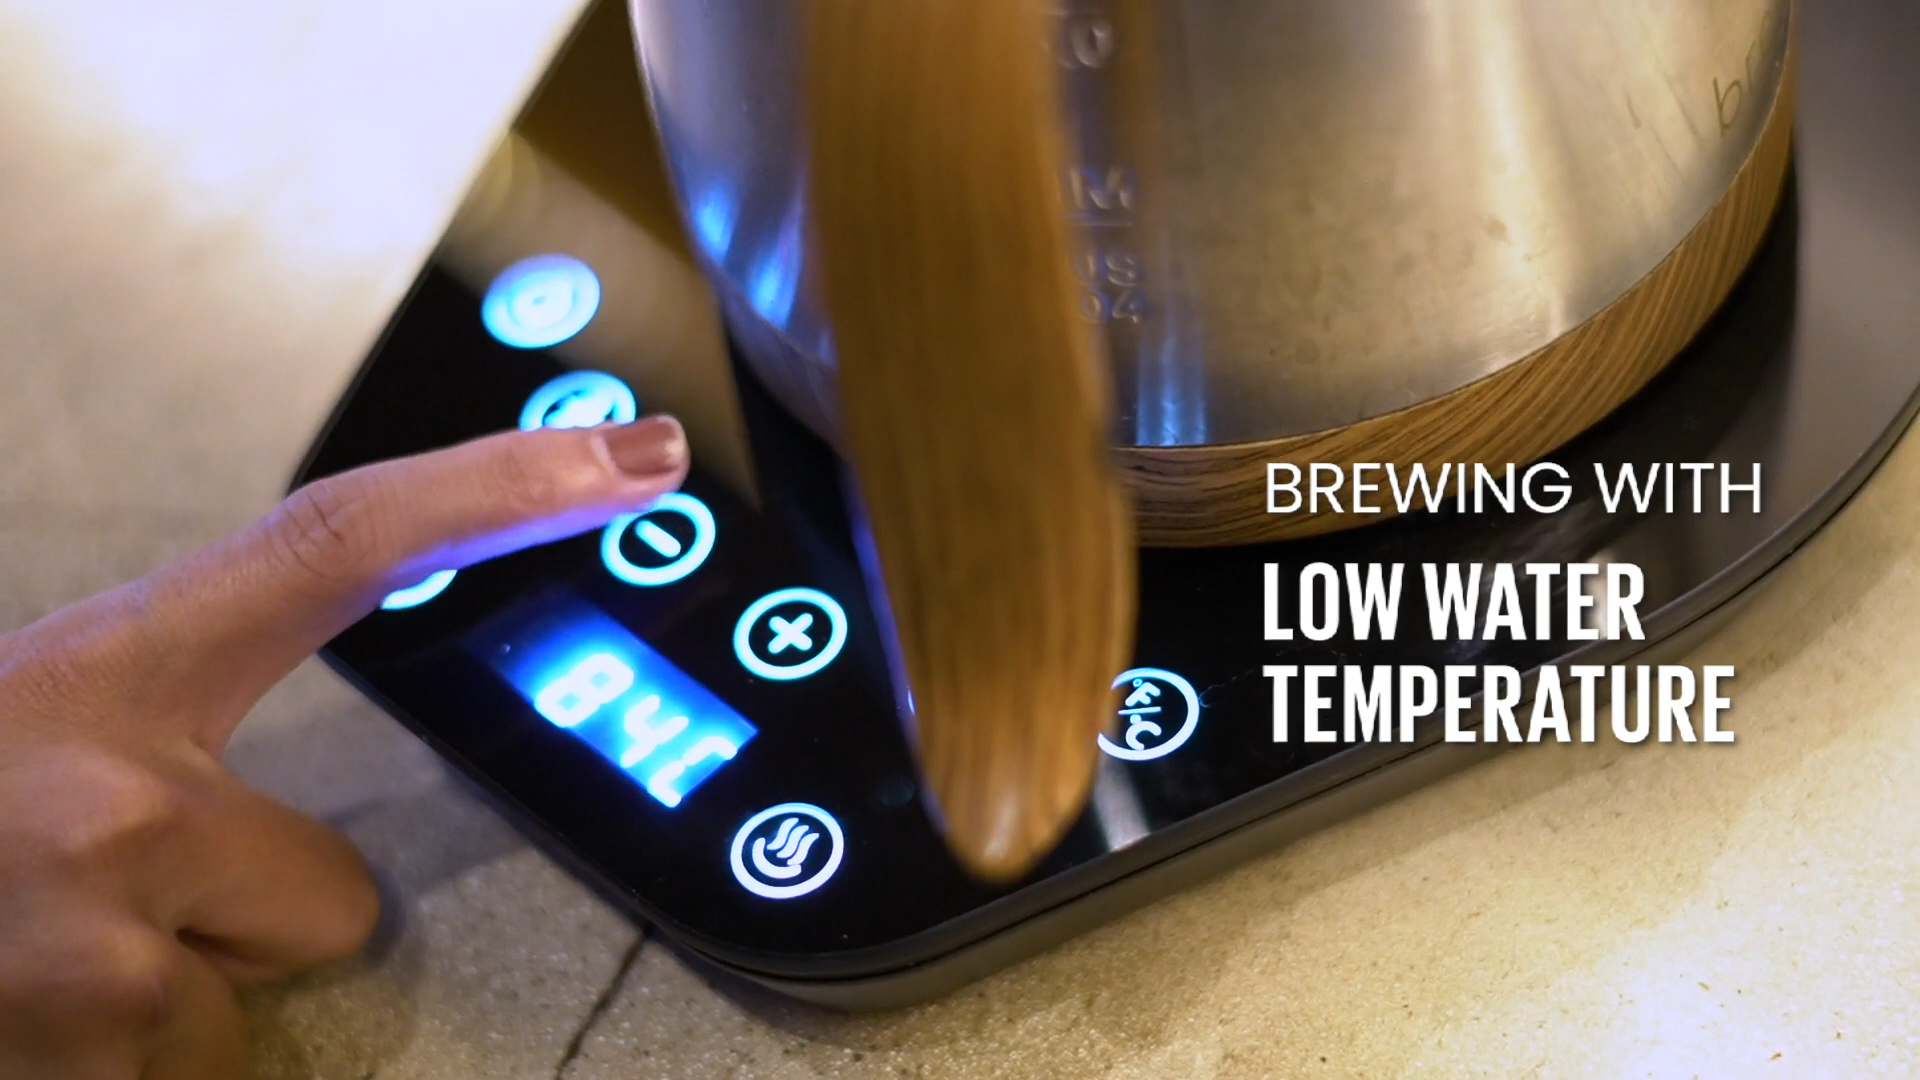 BREWING WITH
LOW WATER
TEMPERATURE
84C
°F/°C